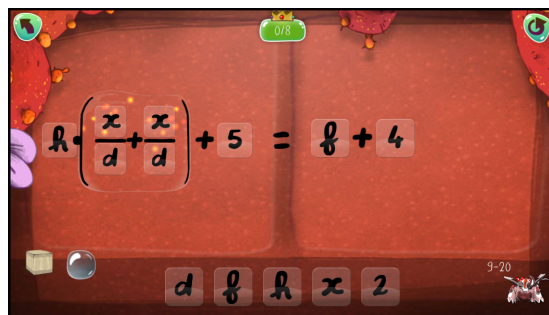 0/8
h·(x/d + x/d) + 5 = f + 4
9-20
d f h x 2